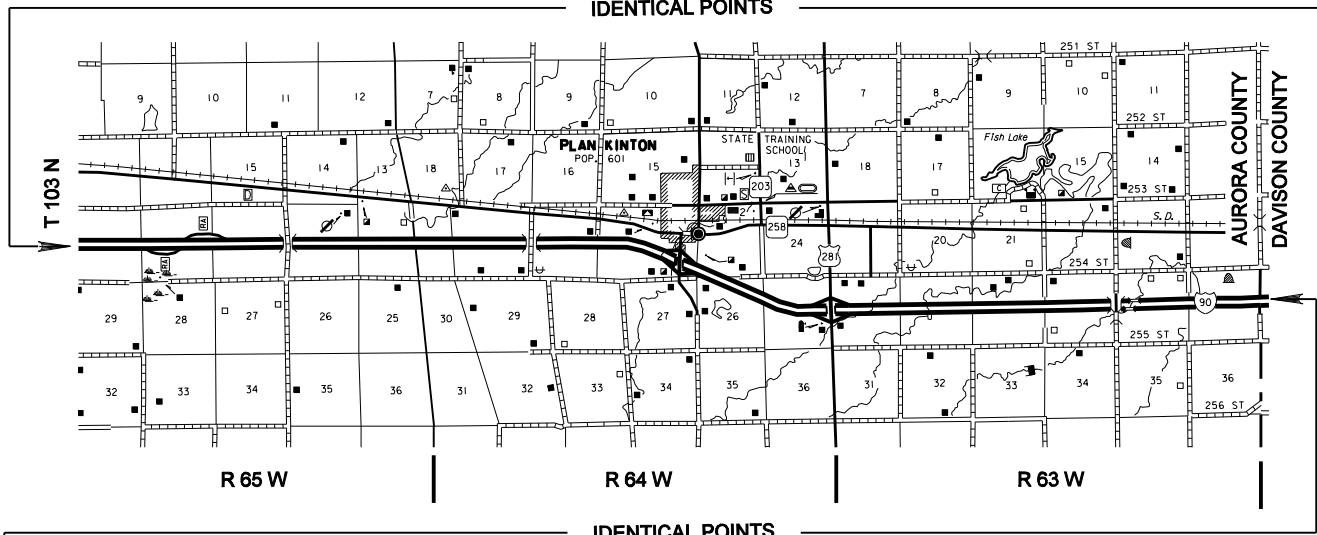 IDENTICAL POINTS
251 ST
9 10 11 12 7 8 9 10 11 12 7 8 9 10 11
252 ST
PLANKINTON
POP. 601
STATE TRAINING SCHOOL
Fish Lake
15 14 13 18 17 16 15 13 18 17 15 14
C
203
253 ST
RA
258
S.D.
24 20 21
281
254 ST
RA
90
29 28 27 26 25 30 29 28 27 26
255 ST
32 33 34 35 36 31 32 33 34 35 36 31 32 33 34 35 36
256 ST
T 103 N
AURORA COUNTY
DAVISON COUNTY
R 65 W
R 64 W
R 63 W
IDENTICAL POINTS